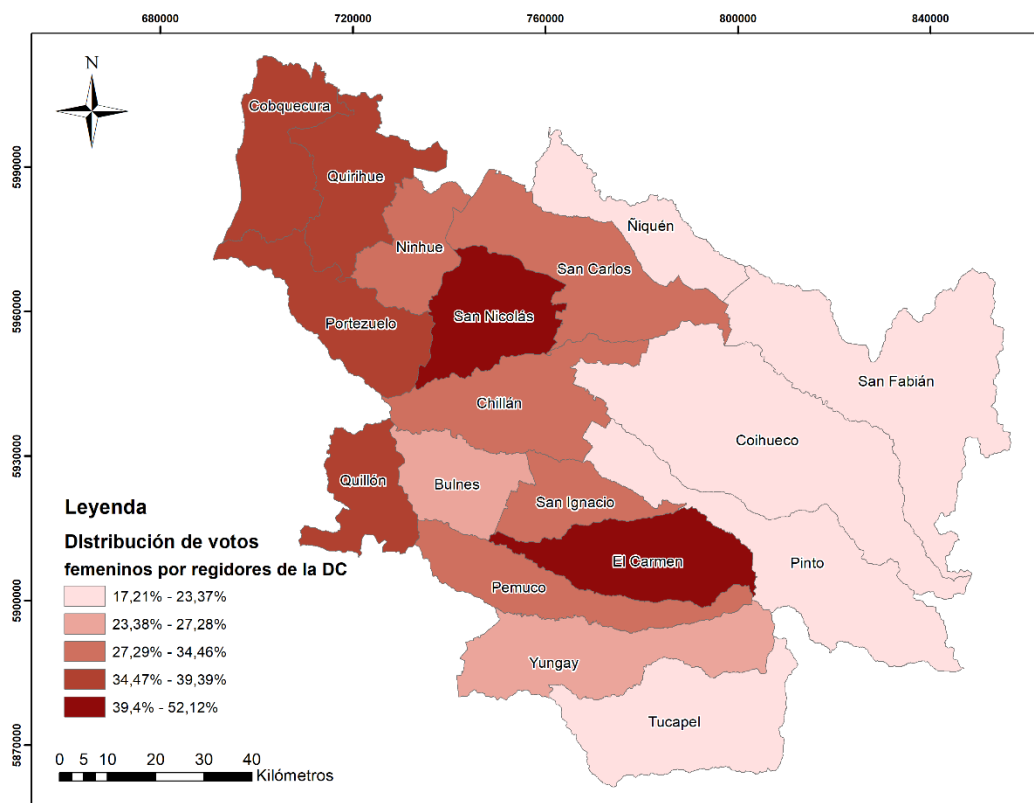 680000 720000 760000 800000 840000
N
5990000
5960000
5930000
5900000
5870000
Cobquecura
Quirihue
Ñiquén
Ninhue
San Carlos
San Nicolás
Portezuelo
San Fabián
Chillán
Coihueco
Quillón
Bulnes
San Ignacio
El Carmen
Pinto
Pemuco
Yungay
Tucapel
Leyenda
DIstribución de votos
femeninos por regidores de la DC
17,21% - 23,37%
23,38% - 27,28%
27,29% - 34,46%
34,47% - 39,39%
39,4% - 52,12%
0 5 10 20 30 40
Kilómetros